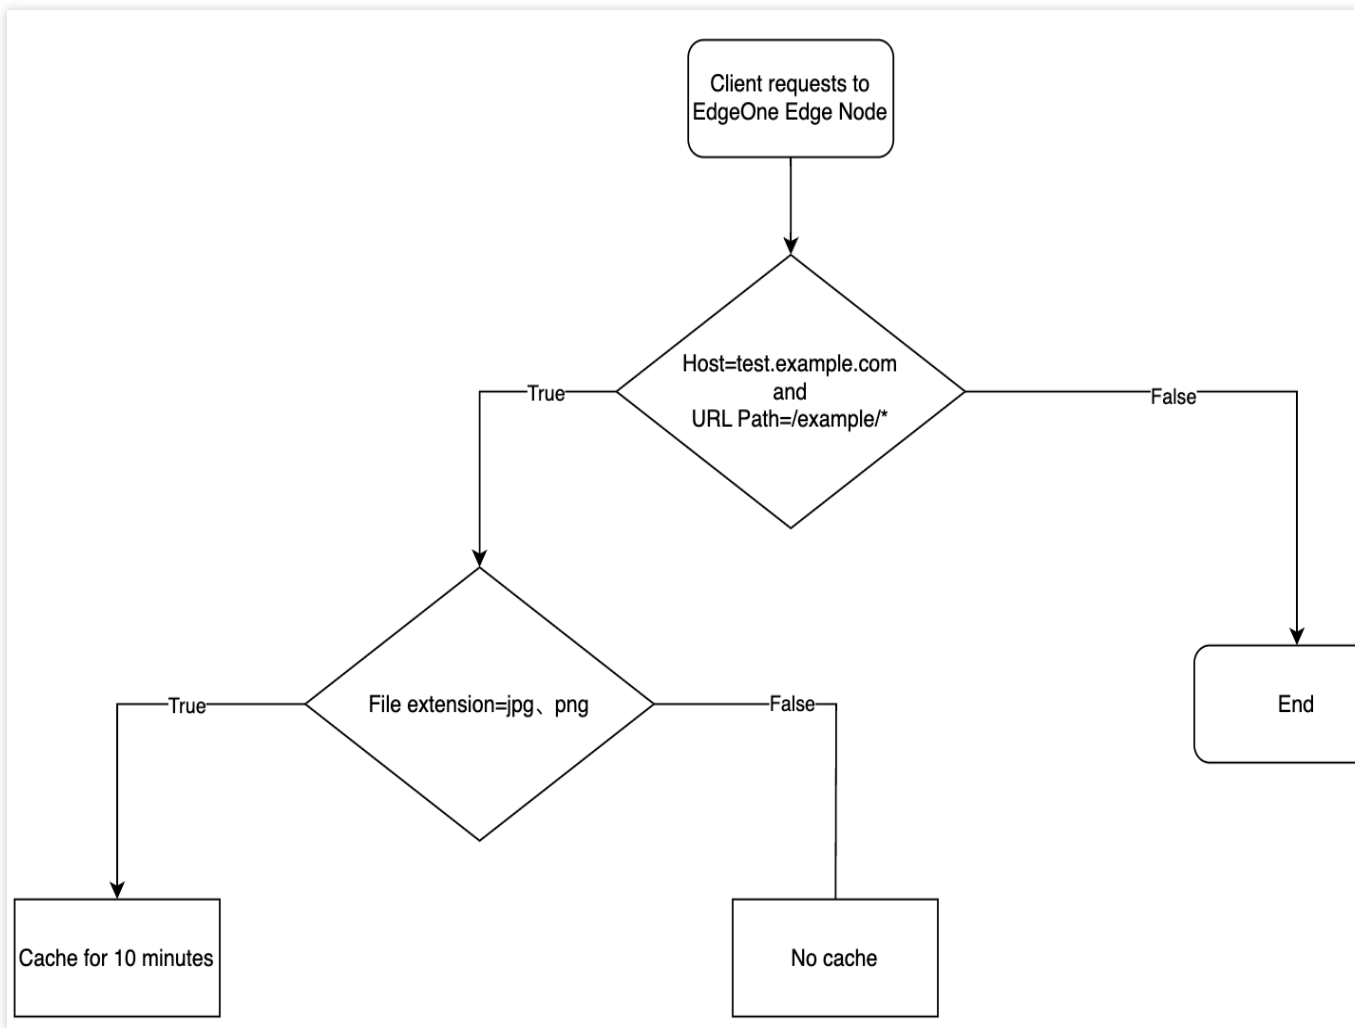 Client requests to
EdgeOne Edge Node
Host=test.example.com
and
URL Path=/example/*
True
False
File extension=jpg、png
True
False
End
Cache for 10 minutes
No cache